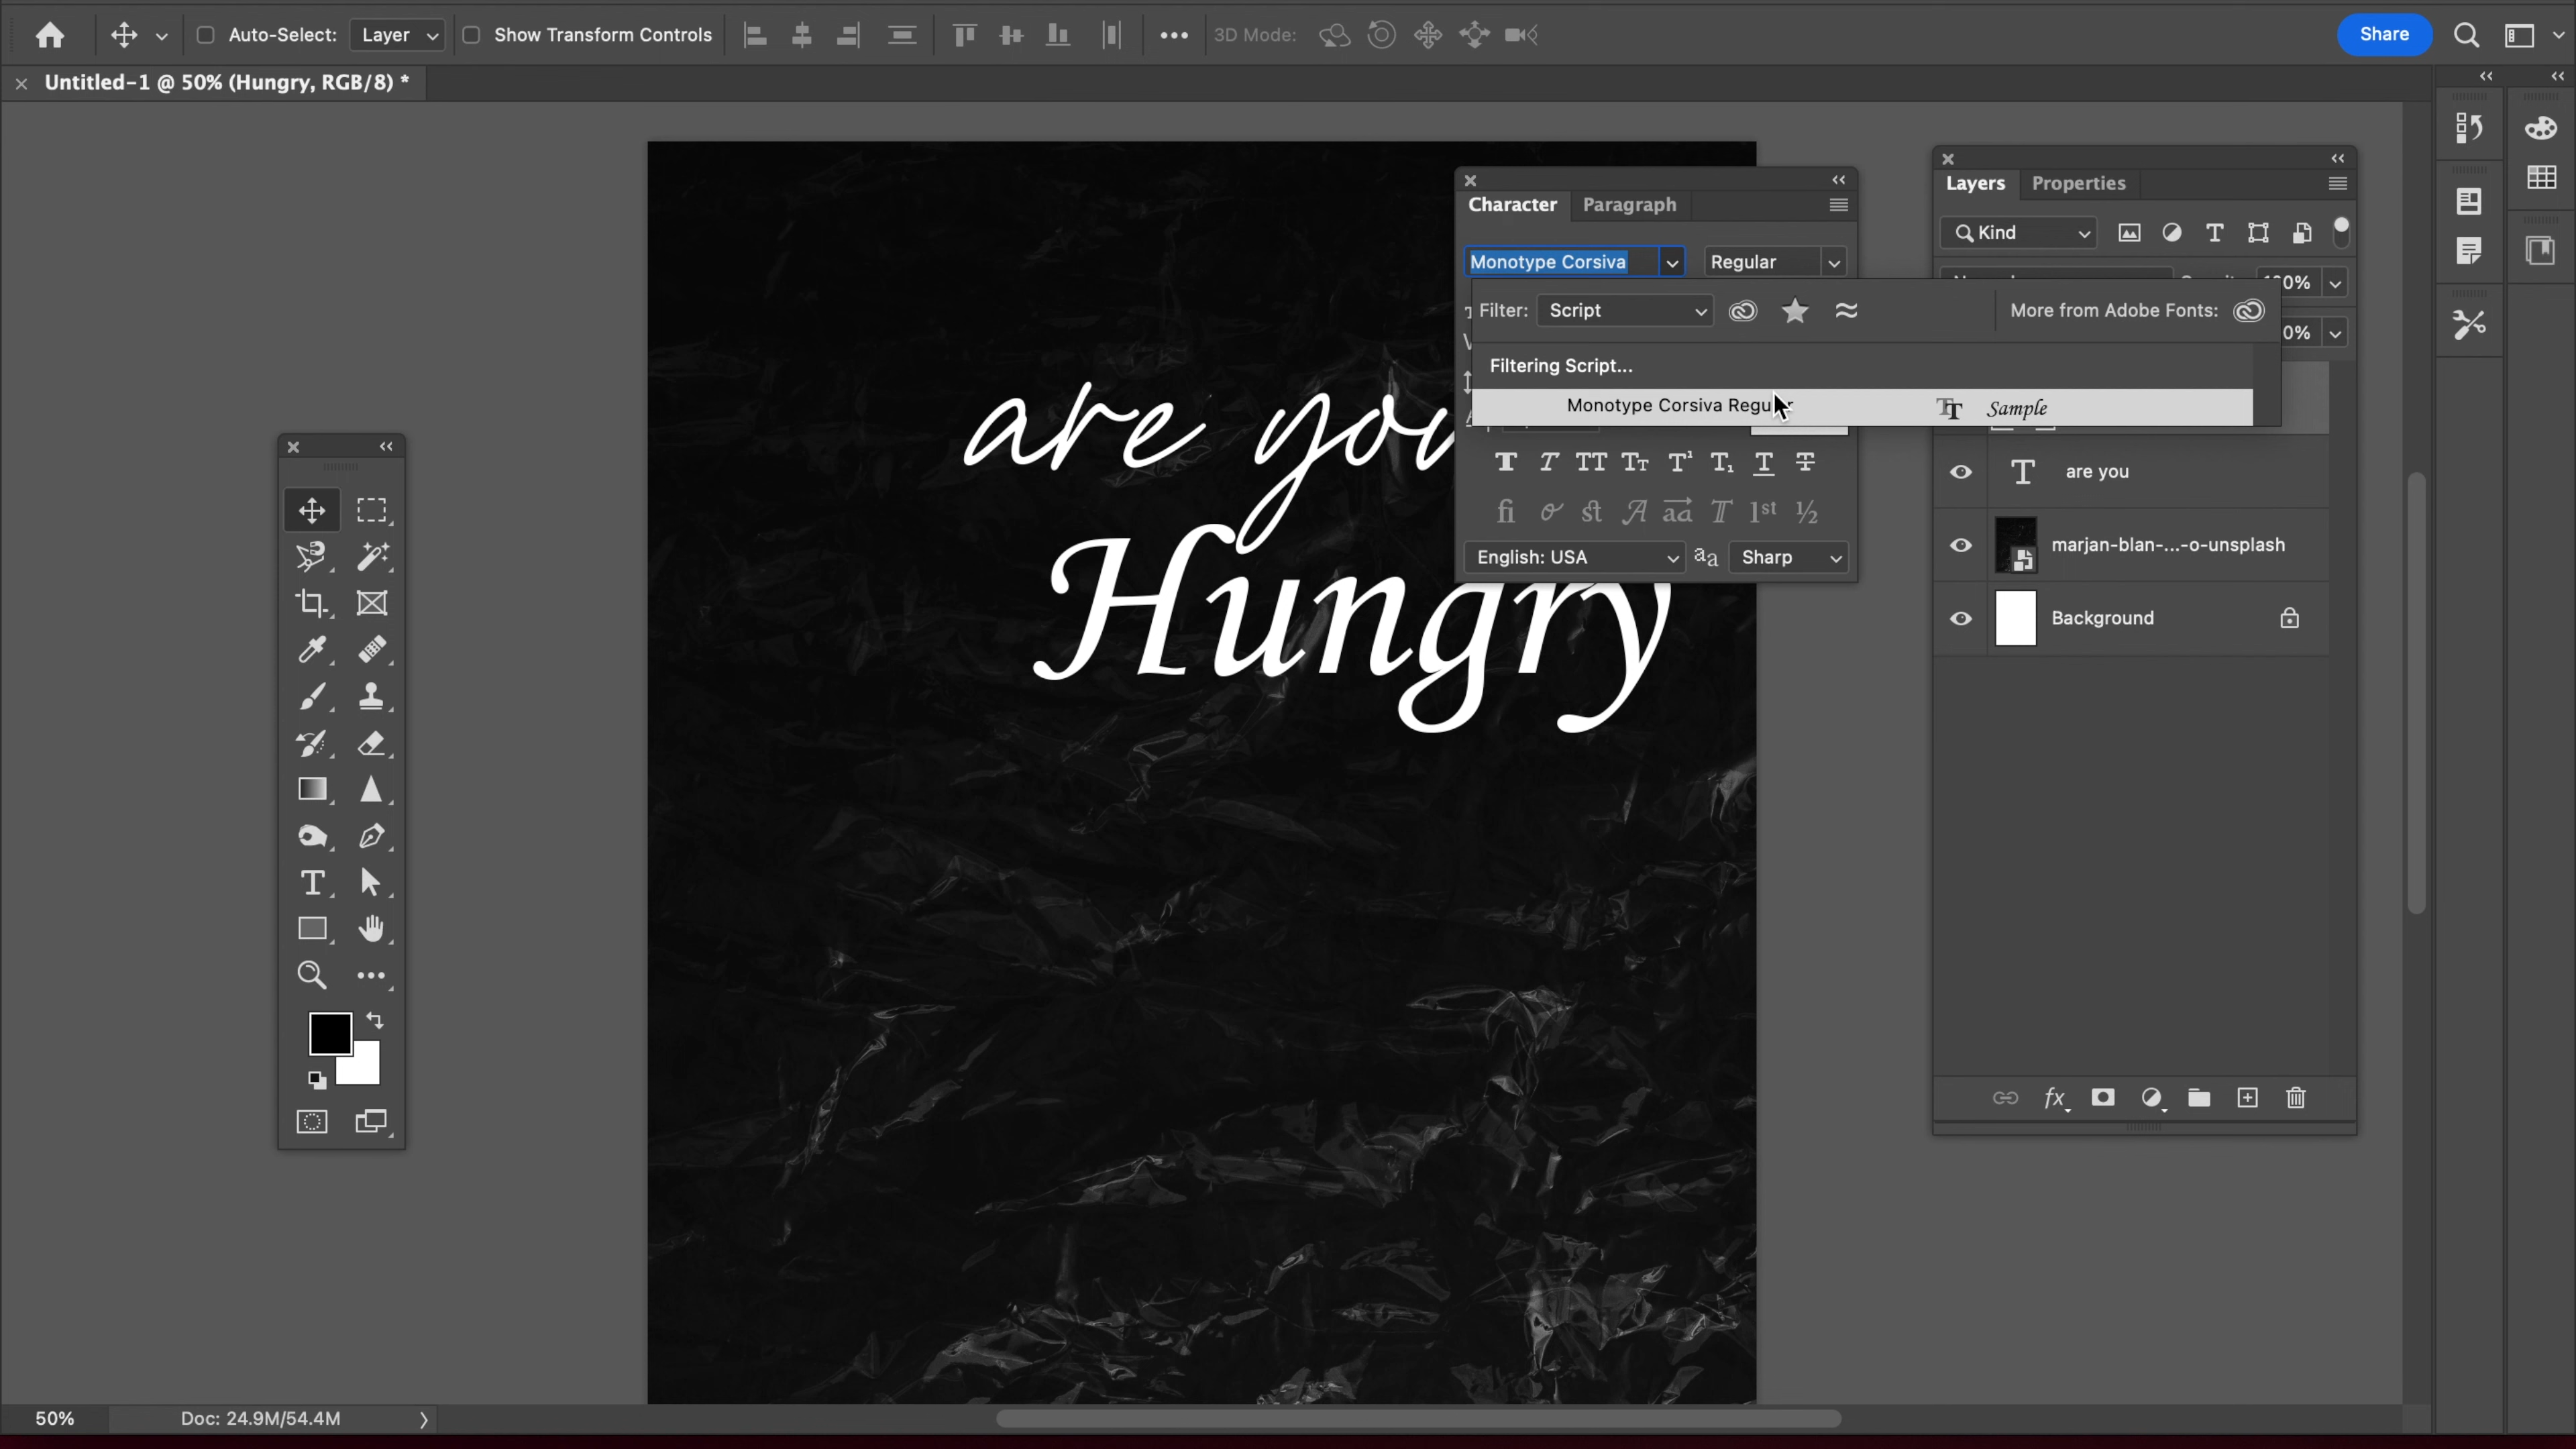 Auto-Select: Layer Show Transform Controls 3D Mode: Share
Untitled-1 @ 50% (Hungry, RGB/8) *
are you
Hungry
Character Paragraph
Monotype Corsiva Regular
Filter: Script More from Adobe Fonts:
Filtering Script...
Monotype Corsiva Regular Sample
English: USA Sharp
Layers Properties
Kind
are you
marjan-blan-...-o-unsplash
Background
fx
50% Doc: 24.9M/54.4M